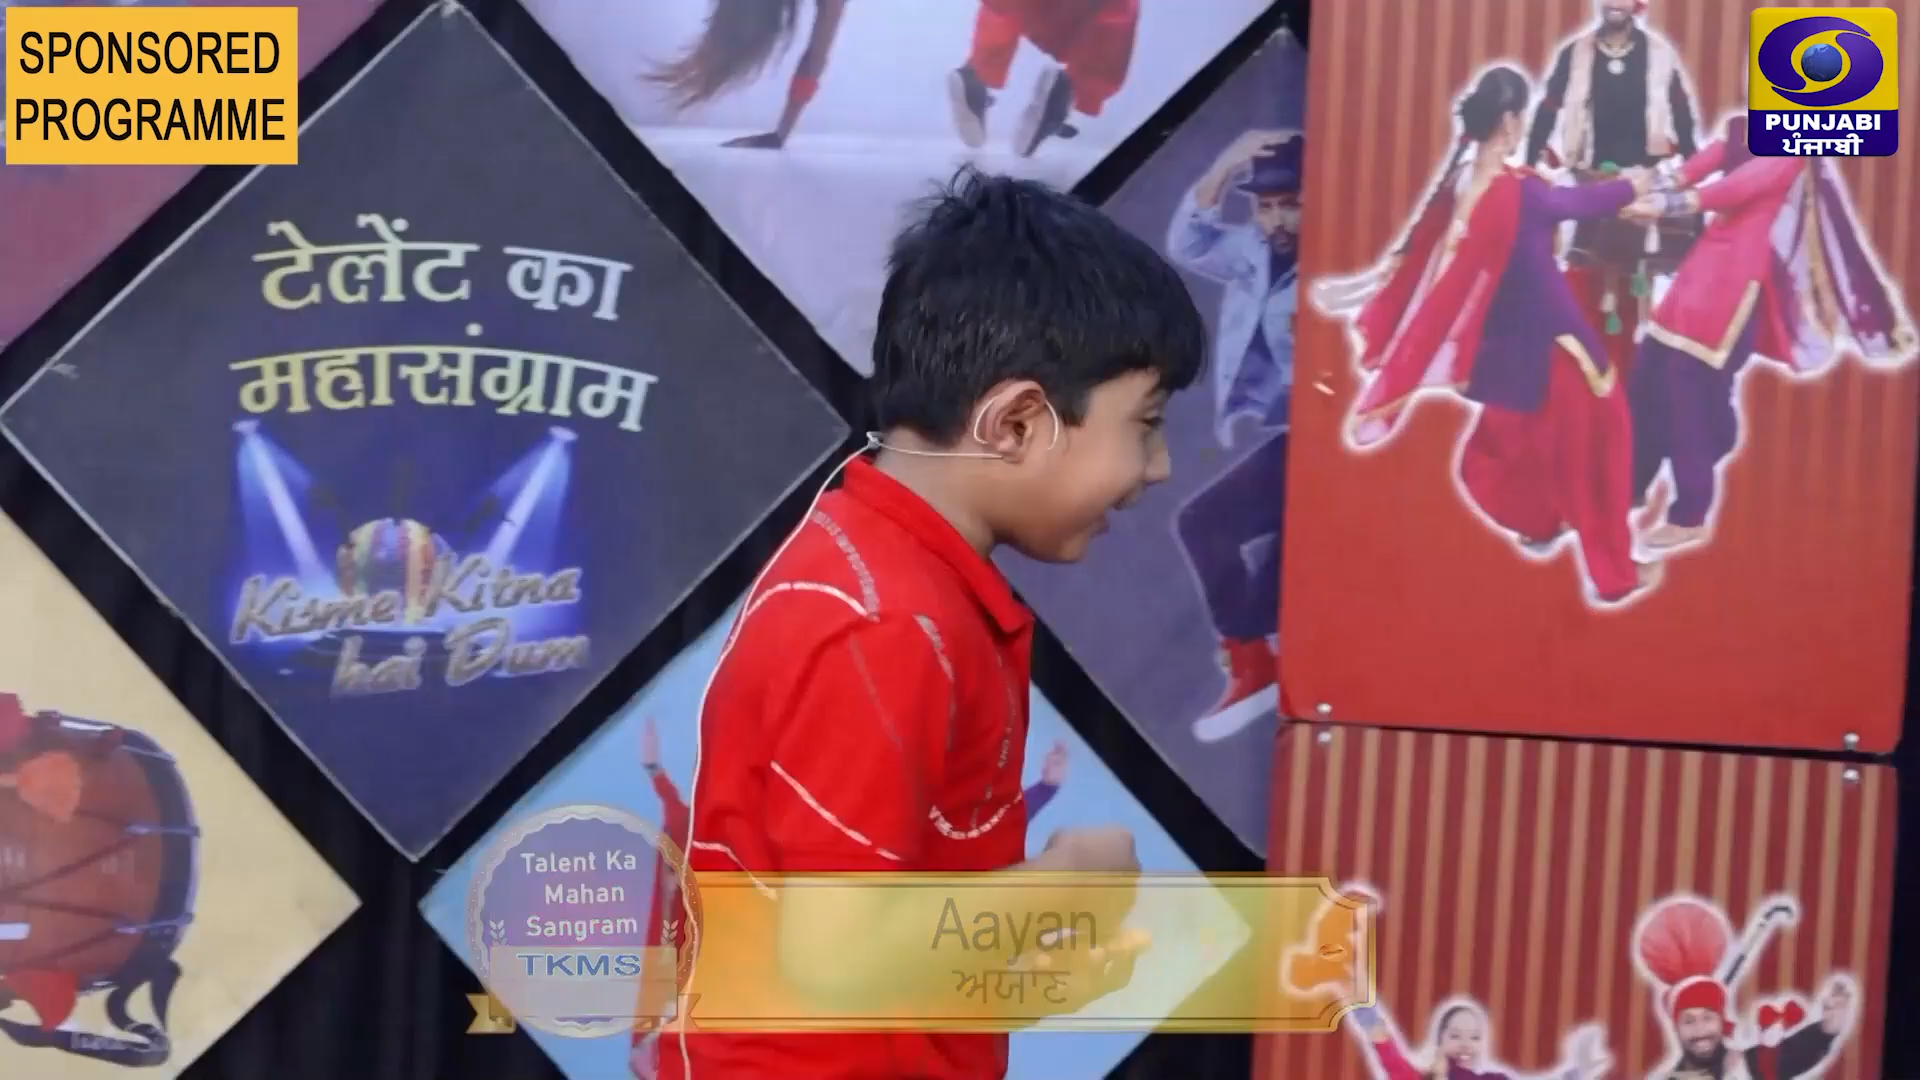 SPONSORED
PROGRAMME
PUNJABI
ਪੰਜਾਬੀ
टेलेंट का
महासंग्राम
Kisme Kitna
hai Dum
Talent Ka
Mahan
Sangram
TKMS
Aayan
ਅਯਾਣ